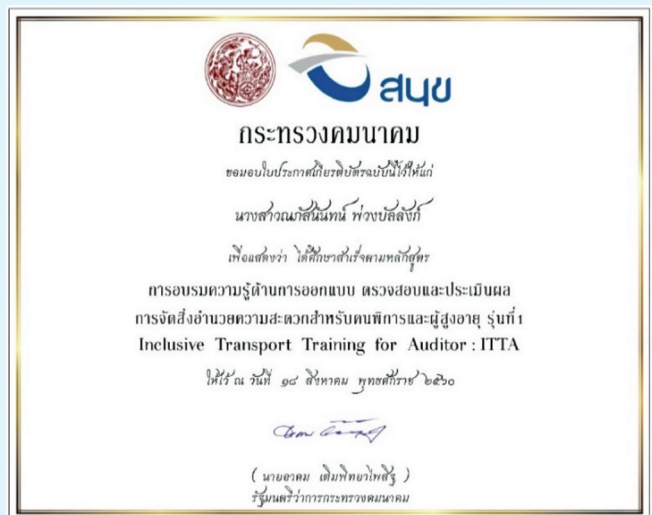 สนข
กระทรวงคมนาคม
ขอมอบใบประกาศเกียรติบัตรฉบับนี้ไว้ให้แก่
นางสาวณภัสนันทน์ พ่วงบัลลังก์
เพื่อแสดงว่า ได้ศึกษาสำเร็จตามหลักสูตร
การอบรมความรู้ด้านการออกแบบ ตรวจสอบและประเมินผล
การจัดสิ่งอำนวยความสะดวกสำหรับคนพิการและผู้สูงอายุ รุ่นที่ 1
Inclusive Transport Training for Auditor : ITTA
ให้ไว้ ณ วันที่ ๑๘ สิงหาคม พุทธศักราช ๒๕๖๐
( นายอาคม เติมพิทยาไพสิฐ )
รัฐมนตรีว่าการกระทรวงคมนาคม